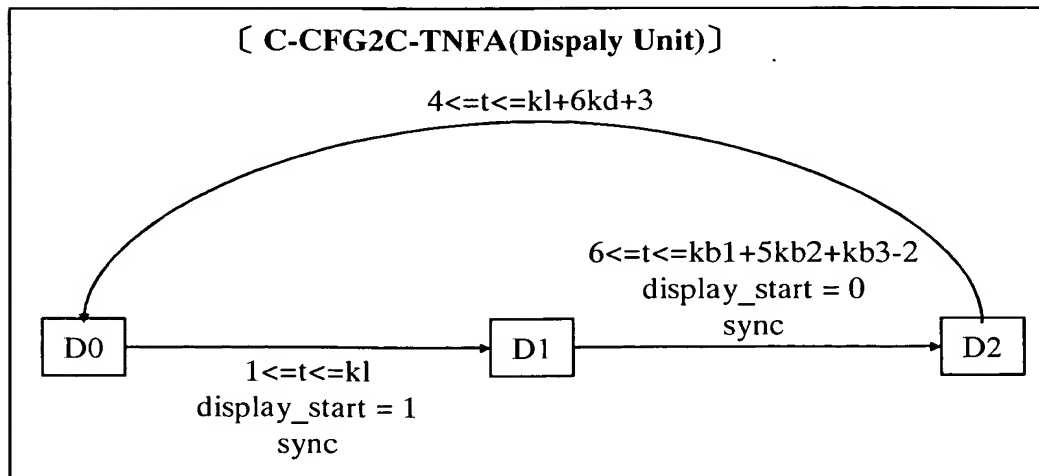 〔 C-CFG2C-TNFA(Dispaly Unit)〕
4<=t<=kl+6kd+3
6<=t<=kb1+5kb2+kb3-2
display_start = 0
sync
D0
D1
D2
1<=t<=kl
display_start = 1
sync